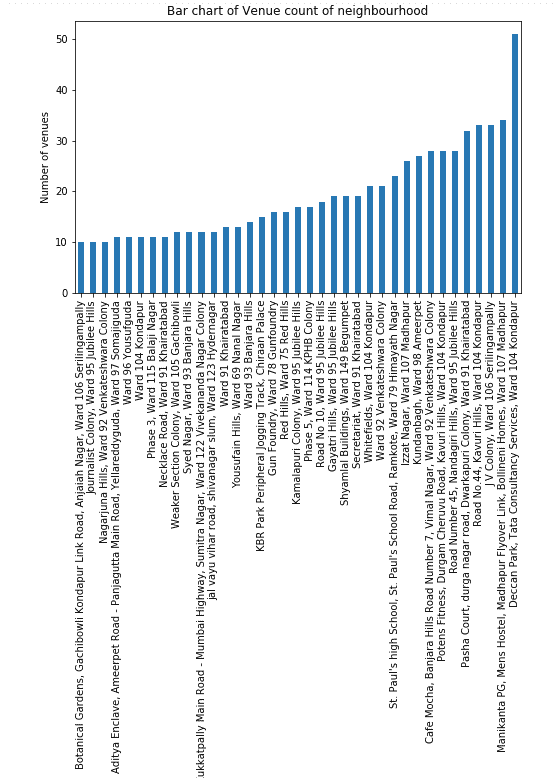 Bar chart of Venue count of neighbourhood
Number of venues
50
40
30
20
10
0
Botanical Gardens, Gachibowli Kondapur Link Road, Anjaiah Nagar, Ward 106 Serilingampally
Journalist Colony, Ward 95 Jubilee Hills
Nagarjuna Hills, Ward 92 Venkateshwara Colony
Aditya Enclave, Ameerpet Road - Panjagutta Main Road, Yellareddyguda, Ward 97 Somajiguda
Ward 96 Yousufguda
Ward 104 Kondapur
Phase 3, Ward 115 Balaji Nagar
Necklace Road, Ward 91 Khairatabad
Weaker Section Colony, Ward 105 Gachibowli
Syed Nagar, Ward 93 Banjara Hills
ukkatpally Main Road - Mumbai Highway, Sumitra Nagar, Ward 122 Vivekananda Nagar Colony
jal vayu vihar road, shivanagar slum, Ward 123 Hydernagar
Ward 91 Khairatabad
Yousufain Hills, Ward 69 Nanal Nagar
Ward 93 Banjara Hills
KBR Park Peripheral Jogging Track, Chiraan Palace
Gun Foundry, Ward 78 Gunfoundry
Red Hills, Ward 75 Red Hills
Kamalapuri Colony, Ward 95 Jubilee Hills
Phase 5, Ward 114 KPHB Colony
Road No 10, Ward 95 Jubilee Hills
Gayatri Hills, Ward 95 Jubilee Hills
Shyamlal Buildings, Ward 149 Begumpet
Secretariat, Ward 91 Khairatabad
Whitefields, Ward 104 Kondapur
Ward 92 Venkateshwara Colony
St. Paul's high School, St. Paul's School Road, Ramkote, Ward 79 Himayath Nagar
Izzat Nagar, Ward 107 Madhapur
Kundanbagh, Ward 98 Ameerpet
Cafe Mocha, Banjara Hills Road Number 7, Vimal Nagar, Ward 92 Venkateshwara Colony
Potens Fitness, Durgam Cheruvu Road, Kavuri Hills, Ward 104 Kondapur
Road Number 45, Nandagiri Hills, Ward 95 Jubilee Hills
Pasha Court, durga nagar road, Dwarkapuri Colony, Ward 91 Khairatabad
Road No.44, Kavuri Hills, Ward 104 Kondapur
J V Colony, Ward 106 Serilingampally
Manikanta PG, Mens Hostel, Madhapur Flyover Link, Bollineni Homes, Ward 107 Madhapur
Deccan Park, Tata Consultancy Services, Ward 104 Kondapur